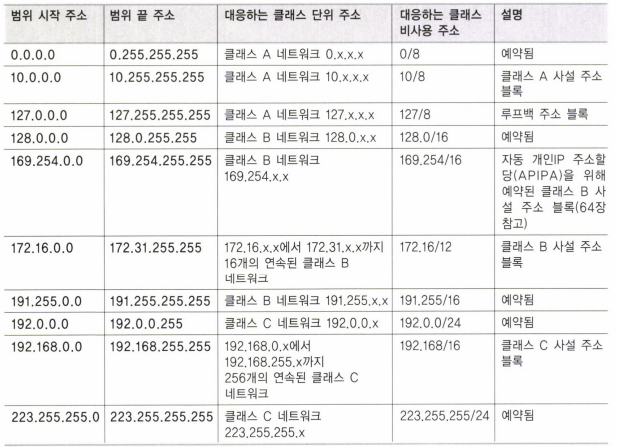 범위 시작 주소 범위 끝 주소 대응하는 클래스 단위 주소 대응하는 클래스 비사용 주소 설명
0.0.0.0 0.255.255.255 클래스 A 네트워크 0.x.x.x 0/8 예약됨
10.0.0.0 10.255.255.255 클래스 A 네트워크 10.x.x.x 10/8 클래스 A 사설 주소 블록
127.0.0.0 127.255.255.255 클래스 A 네트워크 127.x.x.x 127/8 루프백 주소 블록
128.0.0.0 128.0.255.255 클래스 B 네트워크 128.0.x.x 128.0/16 예약됨
169.254.0.0 169.254.255.255 클래스 B 네트워크 169.254.x.x 169.254/16 자동 개인IP 주소할당(APIPA)을 위해 예약된 클래스 B 사설 주소 블록(64장 참고)
172.16.0.0 172.31.255.255 172.16.x.x에서 172.31.x.x까지 16개의 연속된 클래스 B 네트워크 172.16/12 클래스 B 사설 주소 블록
191.255.0.0 191.255.255.255 클래스 B 네트워크 191.255.x.x 191.255/16 예약됨
192.0.0.0 192.0.0.255 클래스 C 네트워크 192.0.0.x 192.0.0/24 예약됨
192.168.0.0 192.168.255.255 192.168.0.x에서 192.168.255.x까지 256개의 연속된 클래스 C 네트워크 192.168/16 클래스 C 사설 주소 블록
223.255.255.0 223.255.255.255 클래스 C 네트워크 223.255.255.x 223.255.255/24 예약됨